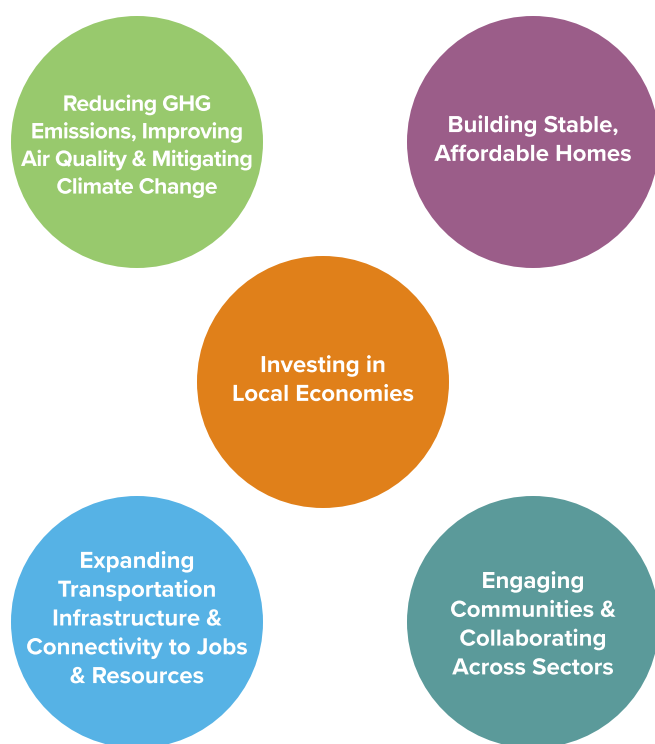 Reducing GHG
Emissions, Improving
Air Quality & Mitigating
Climate Change
Building Stable,
Affordable Homes
Investing in
Local Economies
Expanding
Transportation
Infrastructure &
Connectivity to Jobs
& Resources
Engaging
Communities &
Collaborating
Across Sectors